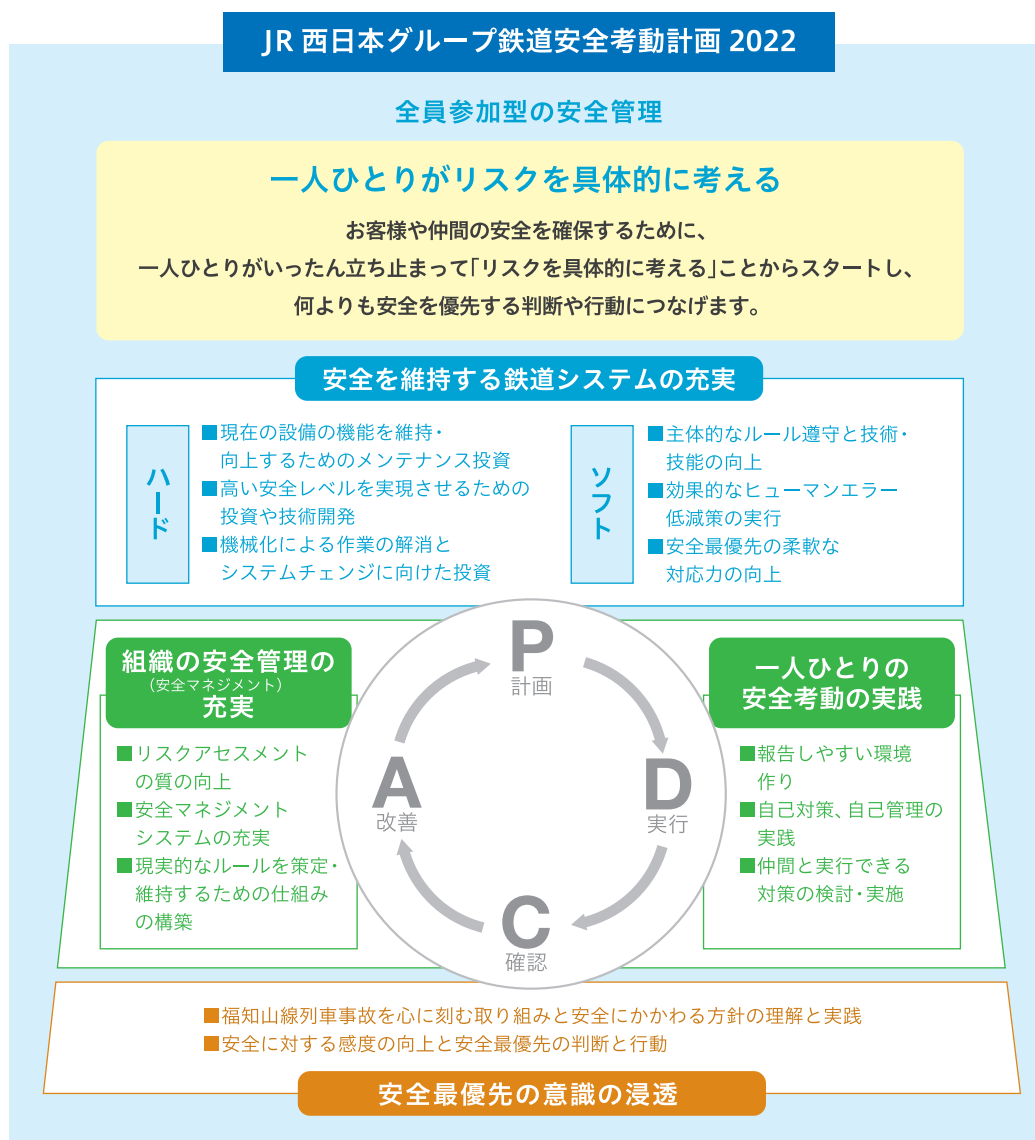 JR 西日本グループ鉄道安全考動計画 2022
全員参加型の安全管理
一人ひとりがリスクを具体的に考える
お客様や仲間の安全を確保するために、
一人ひとりがいったん立ち止まって「リスクを具体的に考える」ことからスタートし、
何よりも安全を優先する判断や行動につなげます。
安全を維持する鉄道システムの充実
ハード
■現在の設備の機能を維持・
向上するためのメンテナンス投資
■高い安全レベルを実現させるための
投資や技術開発
■機械化による作業の解消と
システムチェンジに向けた投資
ソフト
■主体的なルール遵守と技術・
技能の向上
■効果的なヒューマンエラー
低減策の実行
■安全最優先の柔軟な
対応力の向上
組織の安全管理の
（安全マネジメント）
充実
■リスクアセスメント
の質の向上
■安全マネジメント
システムの充実
■現実的なルールを策定・
維持するための仕組み
の構築
P
計画
D
実行
C
確認
A
改善
一人ひとりの
安全考動の実践
■報告しやすい環境
作り
■自己対策、自己管理の
実践
■仲間と実行できる
対策の検討・実施
■福知山線列車事故を心に刻む取り組みと安全にかかわる方針の理解と実践
■安全に対する感度の向上と安全最優先の判断と行動
安全最優先の意識の浸透